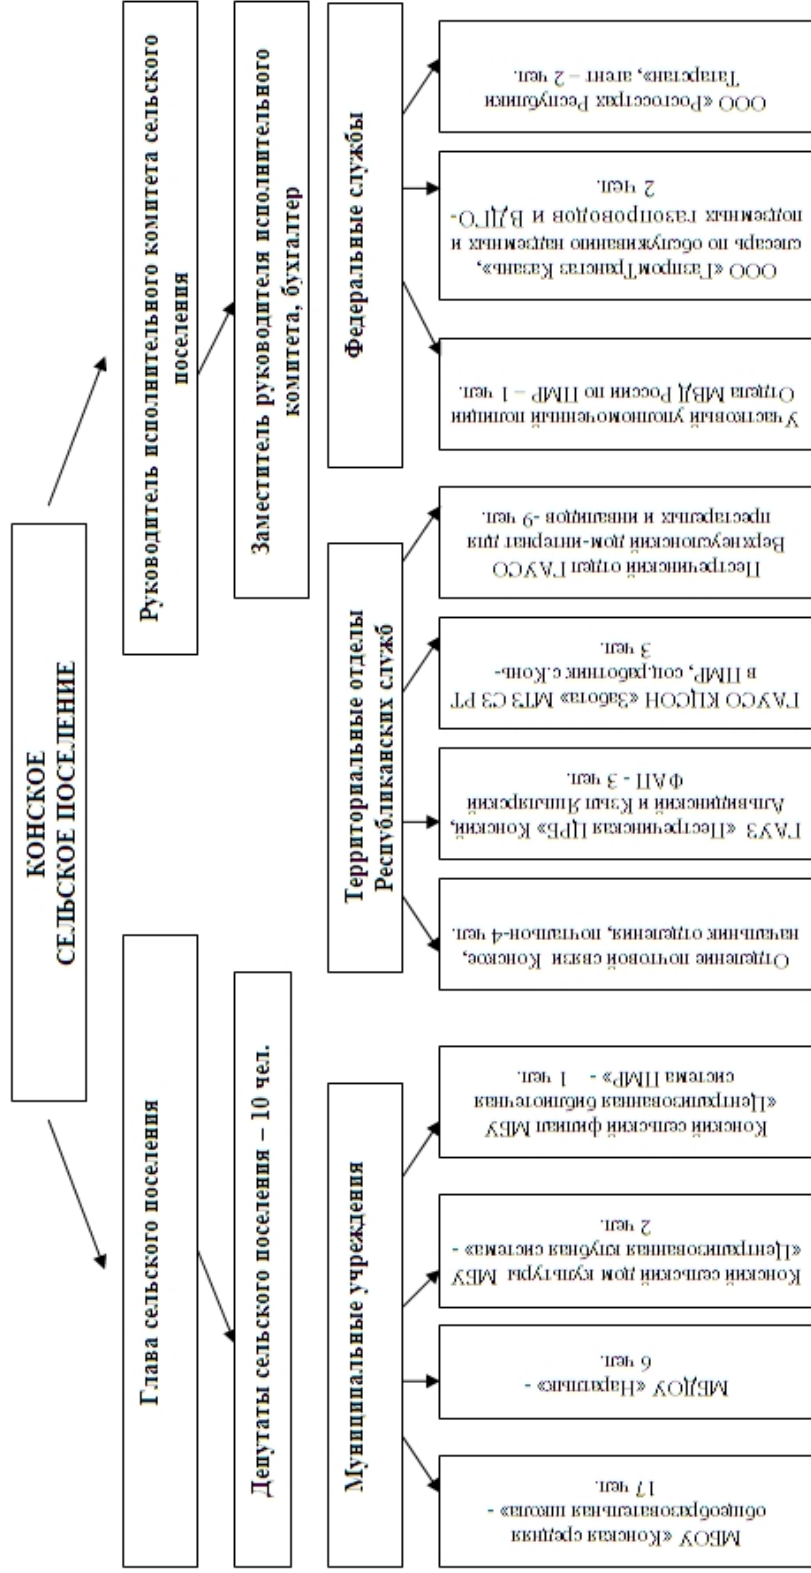 КОНСКОЕ
СЕЛЬСКОЕ ПОСЕЛЕНИЕ
Глава сельского поселения
Руководитель исполнительного комитета сельского
поселения
Депутаты сельского поселения – 10 чел.
Заместитель руководителя исполнительного
комитета, бухгалтер
Муниципальные учреждения
Территориальные отделы
Республиканских служб
Федеральные службы
МБОУ «Конская средняя
общеобразовательная школа» -
17 чел.
МБДОУ «Нархатлык» -
6 чел.
Конский сельский дом культуры МБУ
«Централизованная клубная система» -
2 чел.
Конский сельский филиал МБУ
«Централизованная библиотечная
система ПМР» - 1 чел.
Отделение почтовой связи Конское,
начальник отделения, почтальон-4 чел.
ГАУЗ «Пестречинская ЦРБ» Конский,
Альвидинский и Кзыл Яшлярский
ФАП - 3 чел.
ГАУСО КЦСОН «Забота» МТЗ СЗ РТ
в ПМР, соц.работник с.Конь-
3 чел.
Пестречинский отдел ГАУСО
Верхнеуслонский дом-интернат для
престарелых и инвалидов -9 чел.
Участковый уполномоченный полиции
Отдела МВД России по ПМР – 1 чел.
ООО «ГазпромТрансгаз Казань»,
слесарь по обслуживанию надземных и
подземных газопроводов и ВДГО-
2 чел.
ООО «Росгосстрах Республики
Татарстан», агент – 2 чел.